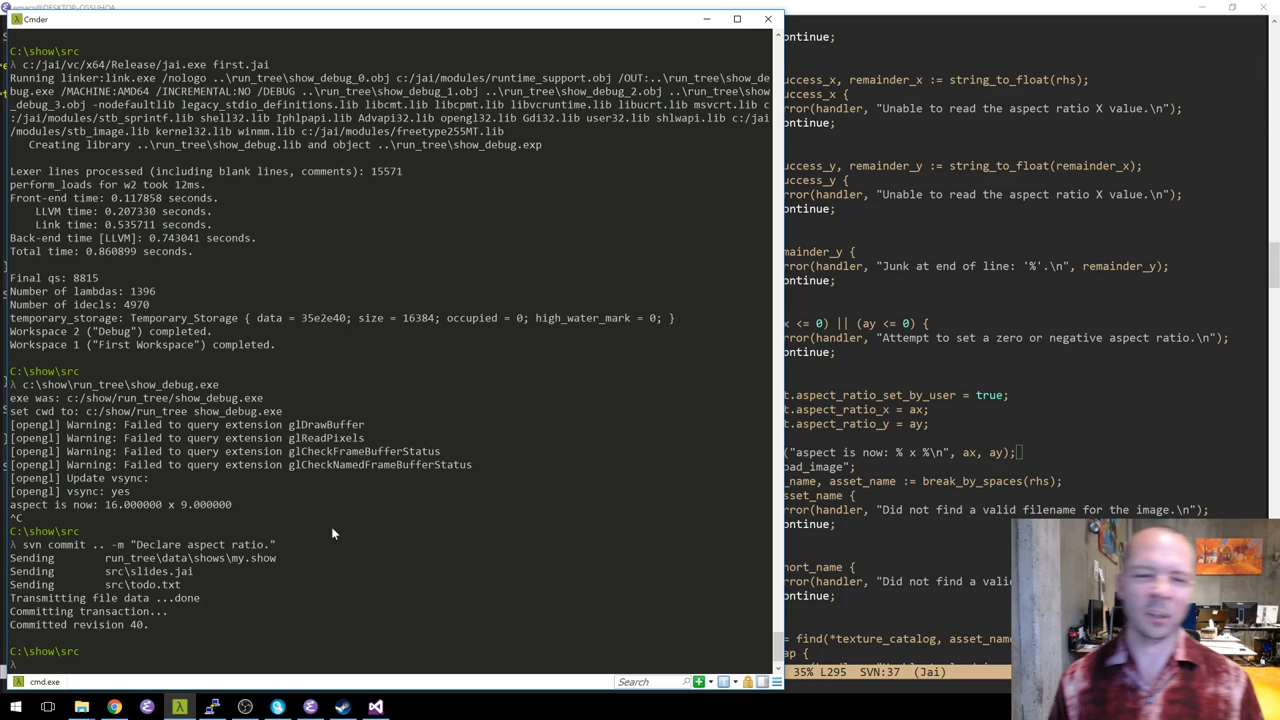 emacs@DESKTOP-CGSUHOA
Cmder
C:\show\src
λ c:/jai/vc/x64/Release/jai.exe first.jai
Running linker:link.exe /nologo ..\run_tree\show_debug_0.obj c:/jai/modules/runtime_support.obj /OUT:..\run_tree\show_de
bug.exe /MACHINE:AMD64 /INCREMENTAL:NO /DEBUG ..\run_tree\show_debug_1.obj ..\run_tree\show_debug_2.obj ..\run_tree\show
_debug_3.obj -nodefaultlib legacy_stdio_definitions.lib libcmt.lib libcpmt.lib libvcruntime.lib libucrt.lib msvcrt.lib c
:/jai/modules/stb_sprintf.lib shell32.lib Iphlpapi.lib Advapi32.lib opengl32.lib Gdi32.lib user32.lib shlwapi.lib c:/jai
/modules/stb_image.lib kernel32.lib winmm.lib c:/jai/modules/freetype255MT.lib
Creating library ..\run_tree\show_debug.lib and object ..\run_tree\show_debug.exp
Lexer lines processed (including blank lines, comments): 15571
perform_loads for w2 took 12ms.
Front-end time: 0.117858 seconds.
LLVM time: 0.207330 seconds.
Link time: 0.535711 seconds.
Back-end time [LLVM]: 0.743041 seconds.
Total time: 0.860899 seconds.
Final qs: 8815
Number of lambdas: 1396
Number of idecls: 4970
temporary_storage: Temporary_Storage { data = 35e2e40; size = 16384; occupied = 0; high_water_mark = 0; }
Workspace 2 ("Debug") completed.
Workspace 1 ("First Workspace") completed.
C:\show\src
λ c:\show\run_tree\show_debug.exe
exe was: c:/show/run_tree/show_debug.exe
set cwd to: c:/show/run_tree show_debug.exe
[opengl] Warning: Failed to query extension glDrawBuffer
[opengl] Warning: Failed to query extension glReadPixels
[opengl] Warning: Failed to query extension glCheckFrameBufferStatus
[opengl] Warning: Failed to query extension glCheckNamedFrameBufferStatus
[opengl] Update vsync:
[opengl] vsync: yes
aspect is now: 16.000000 x 9.000000
^C
C:\show\src
λ svn commit .. -m "Declare aspect ratio."
Sending run_tree\data\shows\my.show
Sending src\slides.jai
Sending src\todo.txt
Transmitting file data ...done
Committing transaction...
Committed revision 40.
C:\show\src
λ
cmd.exe
Search
ontinue;
uccess_x, remainder_x := string_to_float(rhs);
uccess_x {
rror(handler, "Unable to read the aspect ratio X value.\n");
ontinue;
uccess_y, remainder_y := string_to_float(remainder_x);
uccess_y {
rror(handler, "Unable to read the aspect ratio X value.\n");
ontinue;
mainder_y {
rror(handler, "Junk at end of line: '%'.\n", remainder_y);
ontinue;
x <= 0) || (ay <= 0) {
rror(handler, "Attempt to set a zero or negative aspect ratio.\n");
ontinue;
t.aspect_ratio_set_by_user = true;
t.aspect_ratio_x = ax;
t.aspect_ratio_y = ay;
("aspect is now: % x %\n", ax, ay);
oad_image";
_name, asset_name := break_by_spaces(rhs);
sset_name {
rror(handler, "Did not find a valid filename for the image.\n");
ontinue;
hort_name {
rror(handler, "Did not find a vali
ontinue;
= find(*texture_catalog, asset_nam
ap {
35% L295 SVN:37 (Jai)